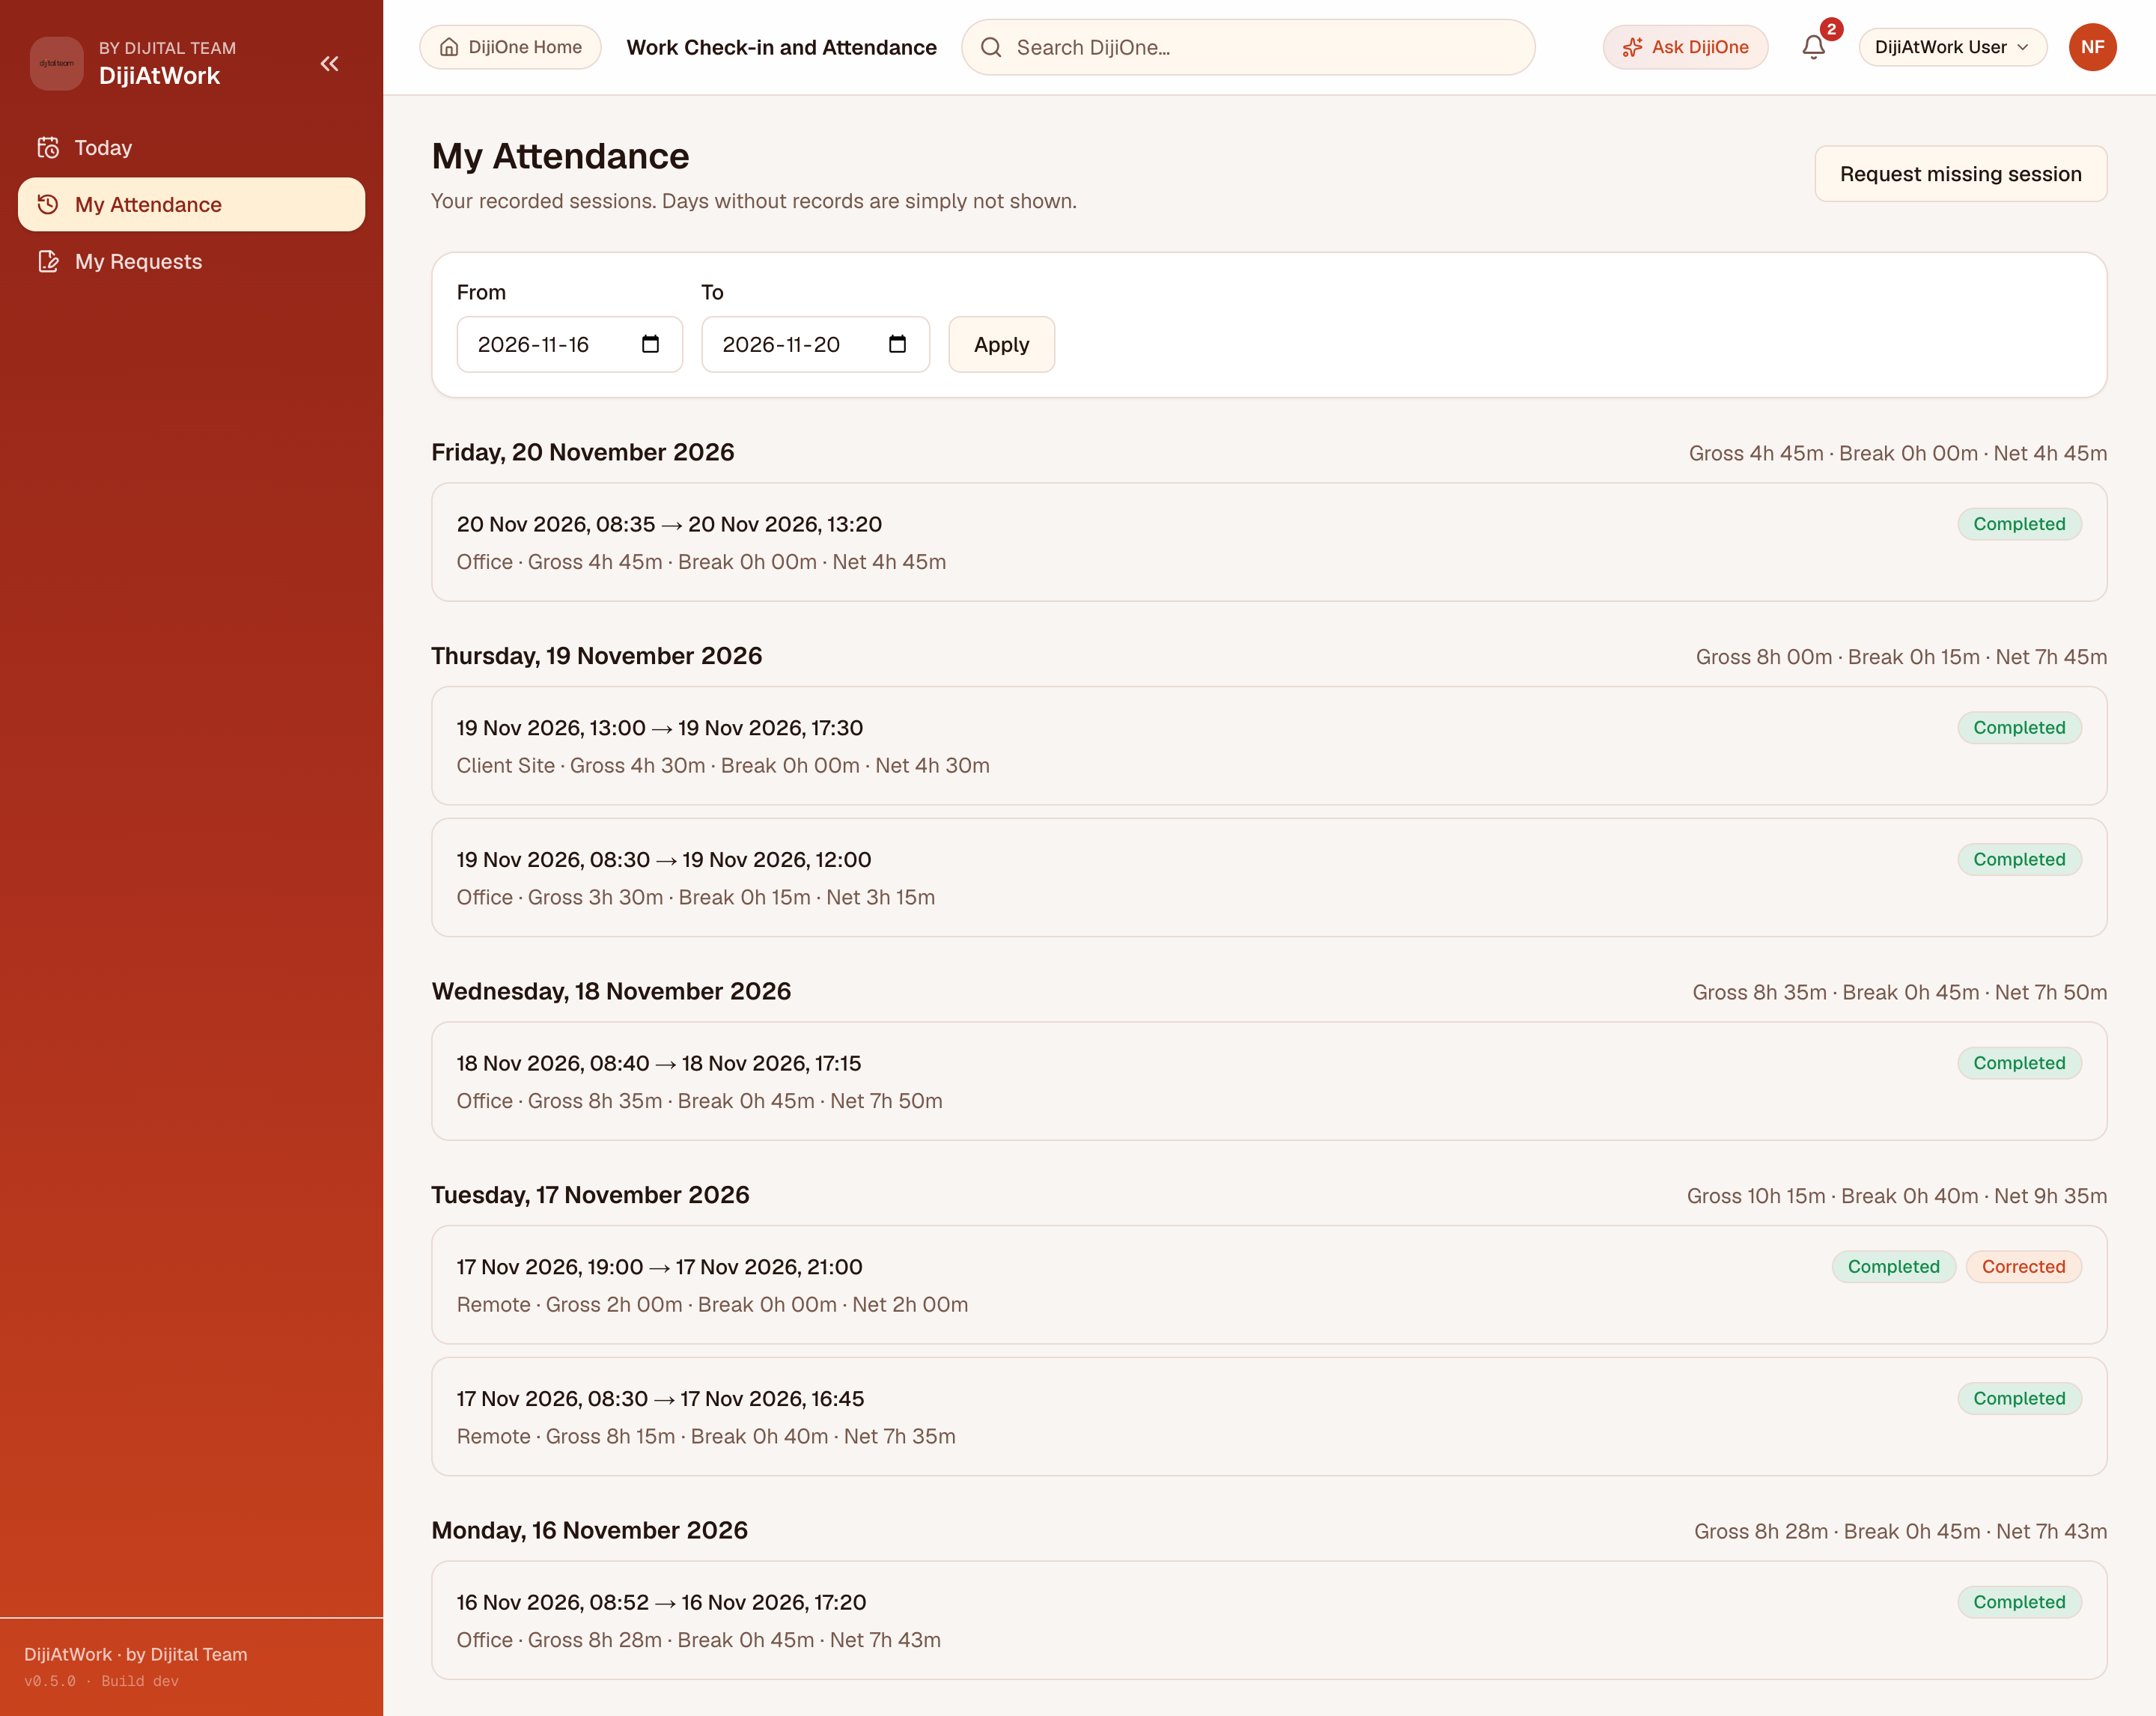 BY DIJITAL TEAM
DijiAtWork
Today
My Attendance
My Requests
DijiAtWork · by Dijital Team
v0.5.0 · Build dev
DijiOne Home
Work Check-in and Attendance
Search DijiOne...
Ask DijiOne
2
DijiAtWork User
NF
My Attendance
Your recorded sessions. Days without records are simply not shown.
Request missing session
From
To
2026-11-16
2026-11-20
Apply
Friday, 20 November 2026
Gross 4h 45m · Break 0h 00m · Net 4h 45m
20 Nov 2026, 08:35 → 20 Nov 2026, 13:20
Completed
Office · Gross 4h 45m · Break 0h 00m · Net 4h 45m
Thursday, 19 November 2026
Gross 8h 00m · Break 0h 15m · Net 7h 45m
19 Nov 2026, 13:00 → 19 Nov 2026, 17:30
Completed
Client Site · Gross 4h 30m · Break 0h 00m · Net 4h 30m
19 Nov 2026, 08:30 → 19 Nov 2026, 12:00
Completed
Office · Gross 3h 30m · Break 0h 15m · Net 3h 15m
Wednesday, 18 November 2026
Gross 8h 35m · Break 0h 45m · Net 7h 50m
18 Nov 2026, 08:40 → 18 Nov 2026, 17:15
Completed
Office · Gross 8h 35m · Break 0h 45m · Net 7h 50m
Tuesday, 17 November 2026
Gross 10h 15m · Break 0h 40m · Net 9h 35m
17 Nov 2026, 19:00 → 17 Nov 2026, 21:00
Completed
Corrected
Remote · Gross 2h 00m · Break 0h 00m · Net 2h 00m
17 Nov 2026, 08:30 → 17 Nov 2026, 16:45
Completed
Remote · Gross 8h 15m · Break 0h 40m · Net 7h 35m
Monday, 16 November 2026
Gross 8h 28m · Break 0h 45m · Net 7h 43m
16 Nov 2026, 08:52 → 16 Nov 2026, 17:20
Completed
Office · Gross 8h 28m · Break 0h 45m · Net 7h 43m